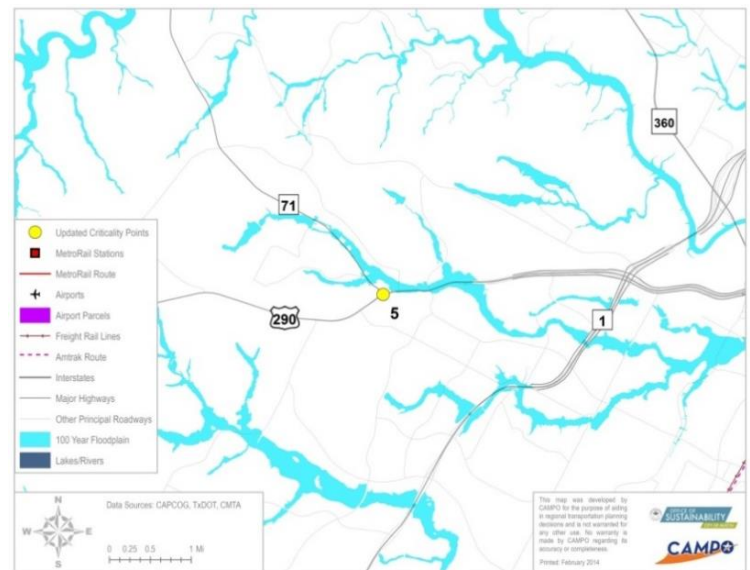 360
71
290
5
1
Updated Criticality Points
MetroRail Stations
MetroRail Route
Airports
Airport Parcels
Freight Rail Lines
Amtrak Route
Interstates
Major Highways
Other Principal Roadways
100 Year Floodplain
Lakes/Rivers
N
W
E
S
Data Sources: CAPCOG, TxDOT, CMTA
0 0.25 0.5 1 Mi
This map was developed by
CAMPO for the purpose of aiding
in regional transportation planning
decisions and is not warranted for
any other use. No warranty is
made by CAMPO regarding its
accuracy or completeness.
Printed: February 2014
OFFICE OF
SUSTAINABILITY
CAMPO